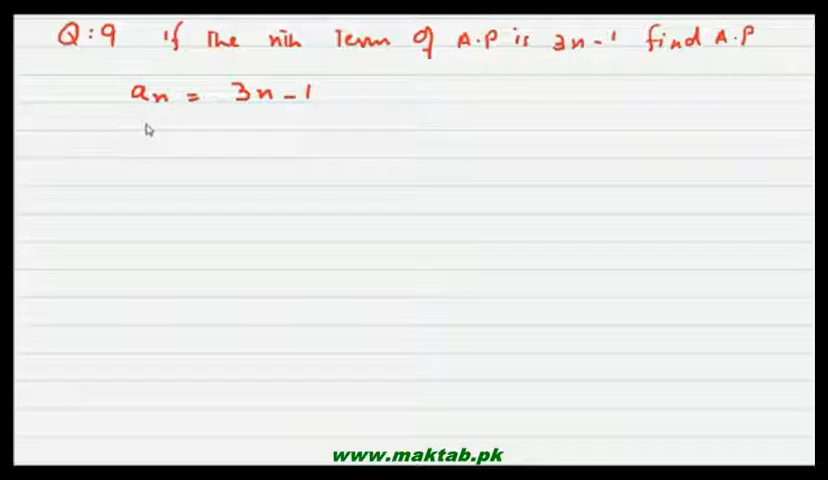 Q:9 If The nth Term of A.P is 3n-1 find A.P
an = 3n-1
www.maktab.pk